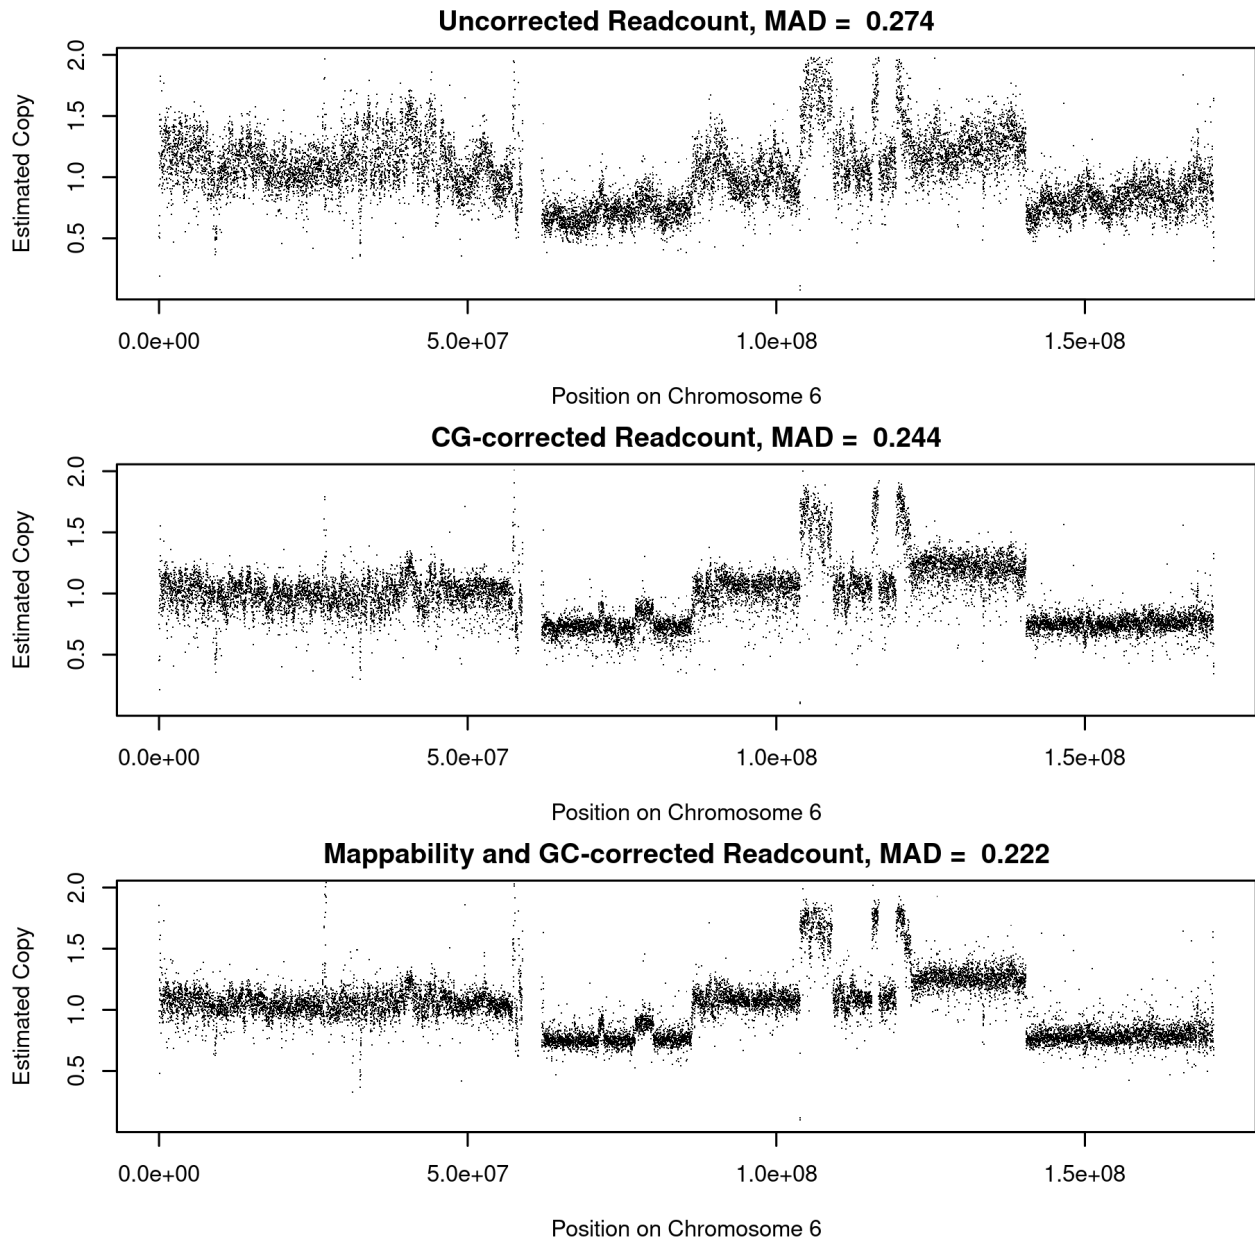 Uncorrected Readcount, MAD =  0.274
Estimated Copy
2.0
1.5
1.0
0.5
0.0e+00 5.0e+07 1.0e+08 1.5e+08
Position on Chromosome 6
CG-corrected Readcount, MAD =  0.244
Estimated Copy
2.0
1.5
1.0
0.5
0.0e+00 5.0e+07 1.0e+08 1.5e+08
Position on Chromosome 6
Mappability and GC-corrected Readcount, MAD =  0.222
Estimated Copy
2.0
1.5
1.0
0.5
0.0e+00 5.0e+07 1.0e+08 1.5e+08
Position on Chromosome 6